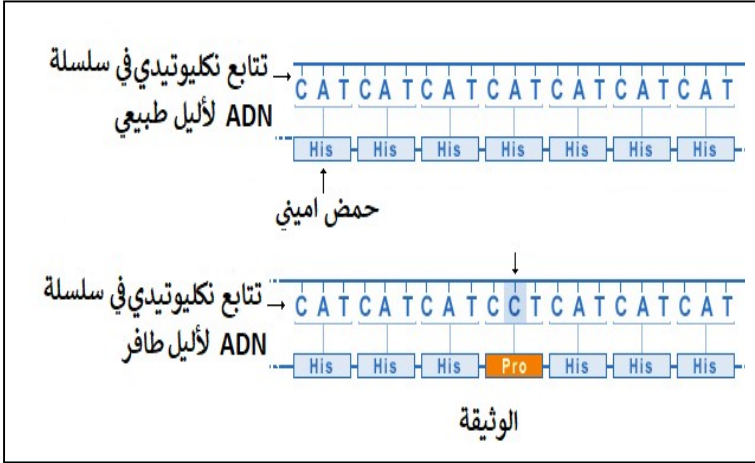 تتابع نكليوتيدي في سلسلة
ADN لأليل طبيعي
C A T C A T C A T C A T C A T C A T C A T
His His His His His His His
حمض اميني
تتابع نكليوتيدي في سلسلة
ADN لأليل طافر
C A T C A T C A T C C T C A T C A T C A T
His His His Pro His His His
الوثيقة